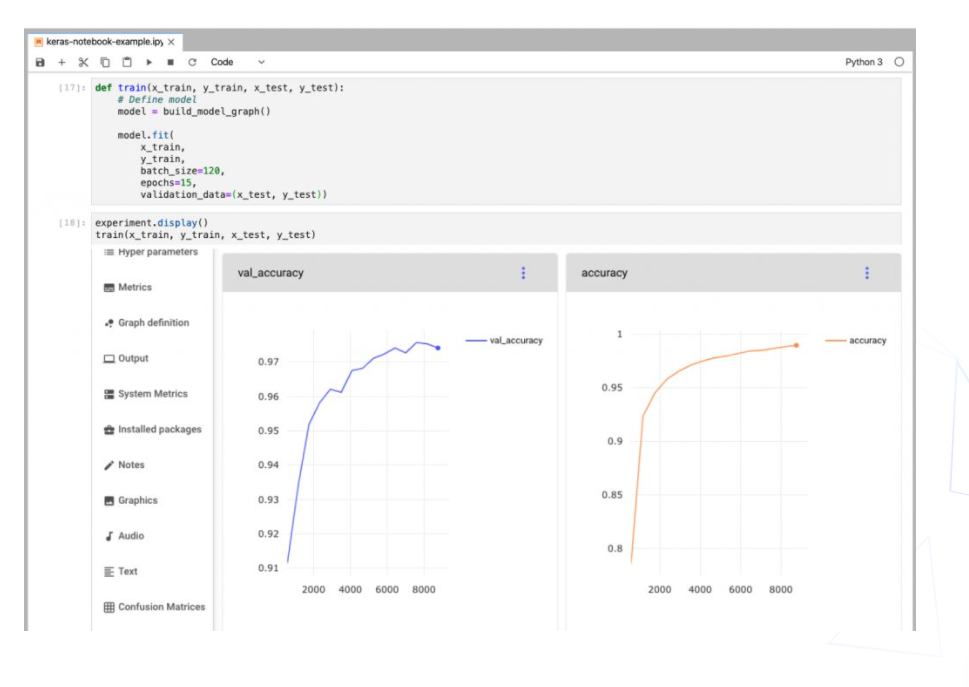 keras-notebook-example.ipy
Code
Python 3
[17]:
def train(x_train, y_train, x_test, y_test):
# Define model
model = build_model_graph()
model.fit(
x_train,
y_train,
batch_size=120,
epochs=15,
validation_data=(x_test, y_test))
[18]:
experiment.display()
train(x_train, y_train, x_test, y_test)
Hyper parameters
Metrics
Graph definition
Output
System Metrics
Installed packages
Notes
Graphics
Audio
Text
Confusion Matrices
val_accuracy
val_accuracy
0.97
0.96
0.95
0.94
0.93
0.92
0.91
2000 4000 6000 8000
accuracy
accuracy
1
0.95
0.9
0.85
0.8
2000 4000 6000 8000